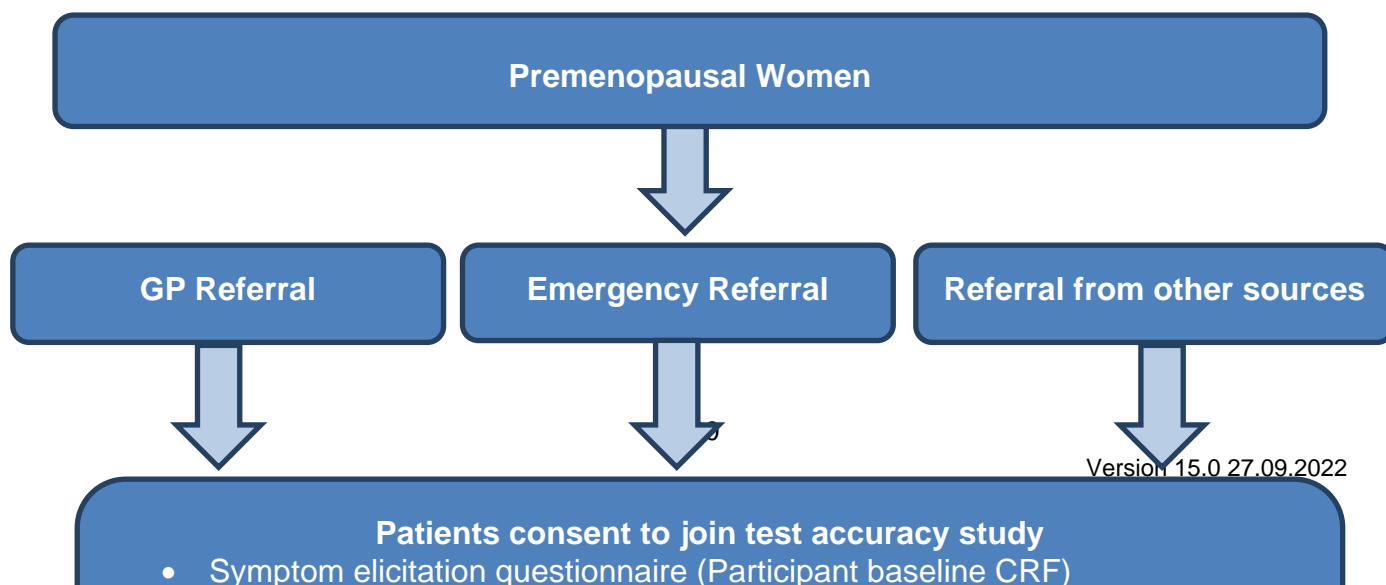 Premenopausal Women
GP Referral
Emergency Referral
Referral from other sources
Version 15.0 27.09.2022
Patients consent to join test accuracy study
• Symptom elicitation questionnaire (Participant baseline CRF)